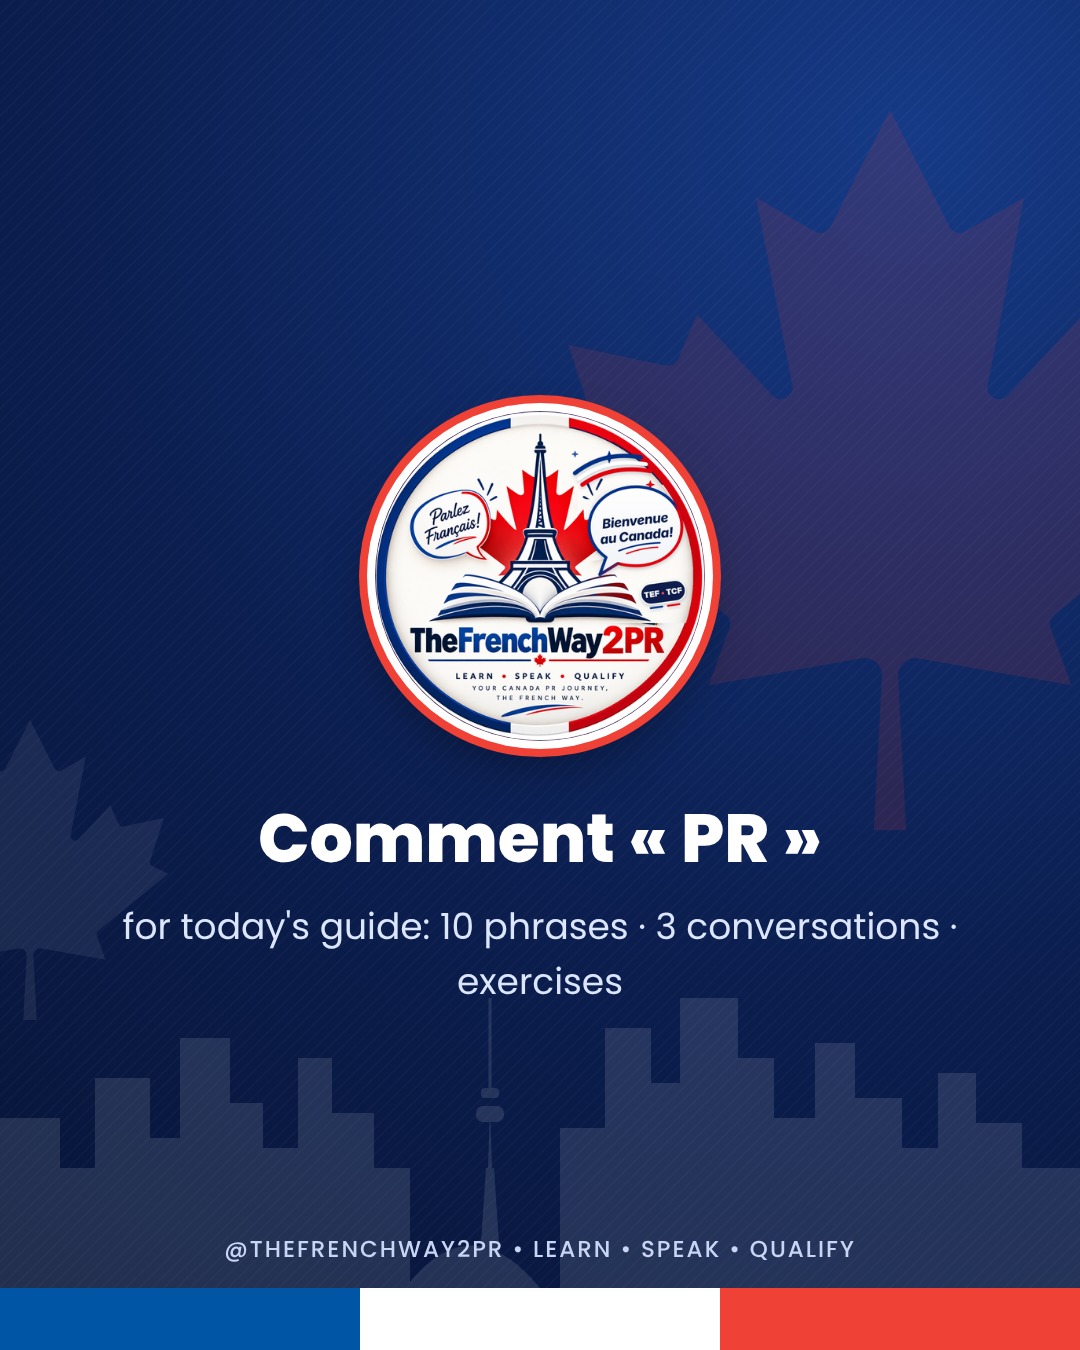 Parlez
Français!
Bienvenue
au Canada!
TEF · TCF
TheFrenchWay2PR
LEARN • SPEAK • QUALIFY
YOUR CANADA PR JOURNEY,
THE FRENCH WAY.
Comment « PR »
for today's guide: 10 phrases · 3 conversations ·
exercises
@THEFRENCHWAY2PR • LEARN • SPEAK • QUALIFY